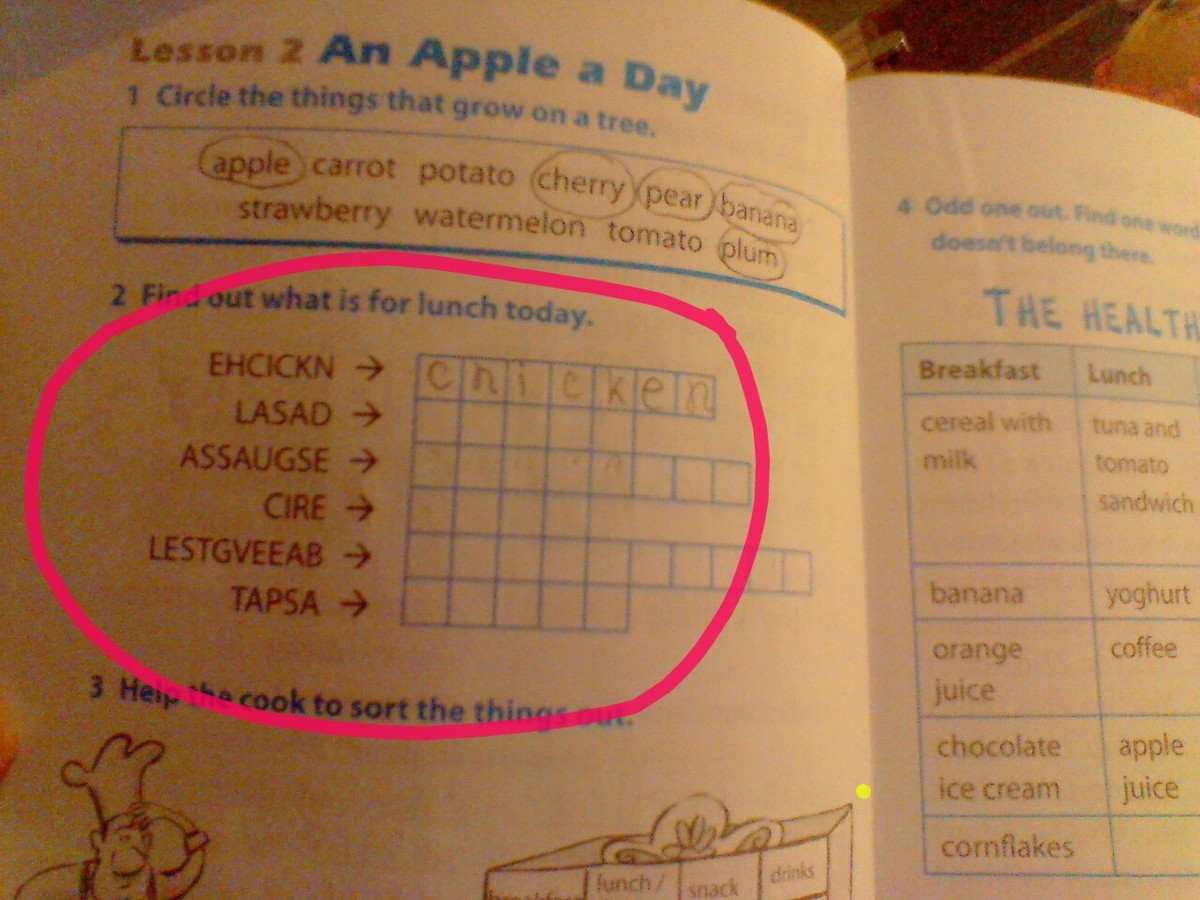 Lesson 2 An Apple a Day
1 Circle the things that grow on a tree.
apple carrot potato cherry pear banana
strawberry watermelon tomato plum
2 Find out what is for lunch today.
EHCICKN → chicken
LASAD →
ASSAUGSE →
CIRE →
LESTGVEEAB →
TAPSA →
3 Help the cook to sort the things out.
breakfast lunch / snack drinks
4 Odd one out. Find one word
doesn't belong there.
THE HEALTH
Breakfast Lunch
cereal with tuna and
milk tomato
sandwich
banana yoghurt
orange coffee
juice
chocolate apple
ice cream juice
cornflakes